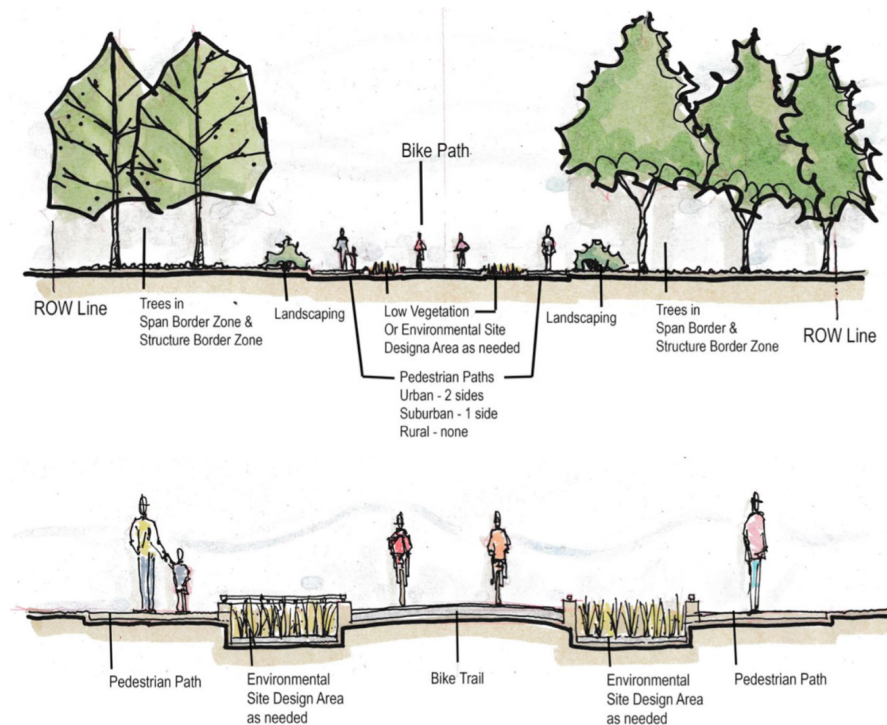 Bike Path
ROW Line
Trees in
Span Border Zone &
Structure Border Zone
Landscaping
Low Vegetation
Or Environmental Site
Designa Area as needed
Landscaping
Trees in
Span Border &
Structure Border Zone
ROW Line
Pedestrian Paths
Urban - 2 sides
Suburban - 1 side
Rural - none
Pedestrian Path
Environmental
Site Design Area
as needed
Bike Trail
Environmental
Site Design Area
as needed
Pedestrian Path